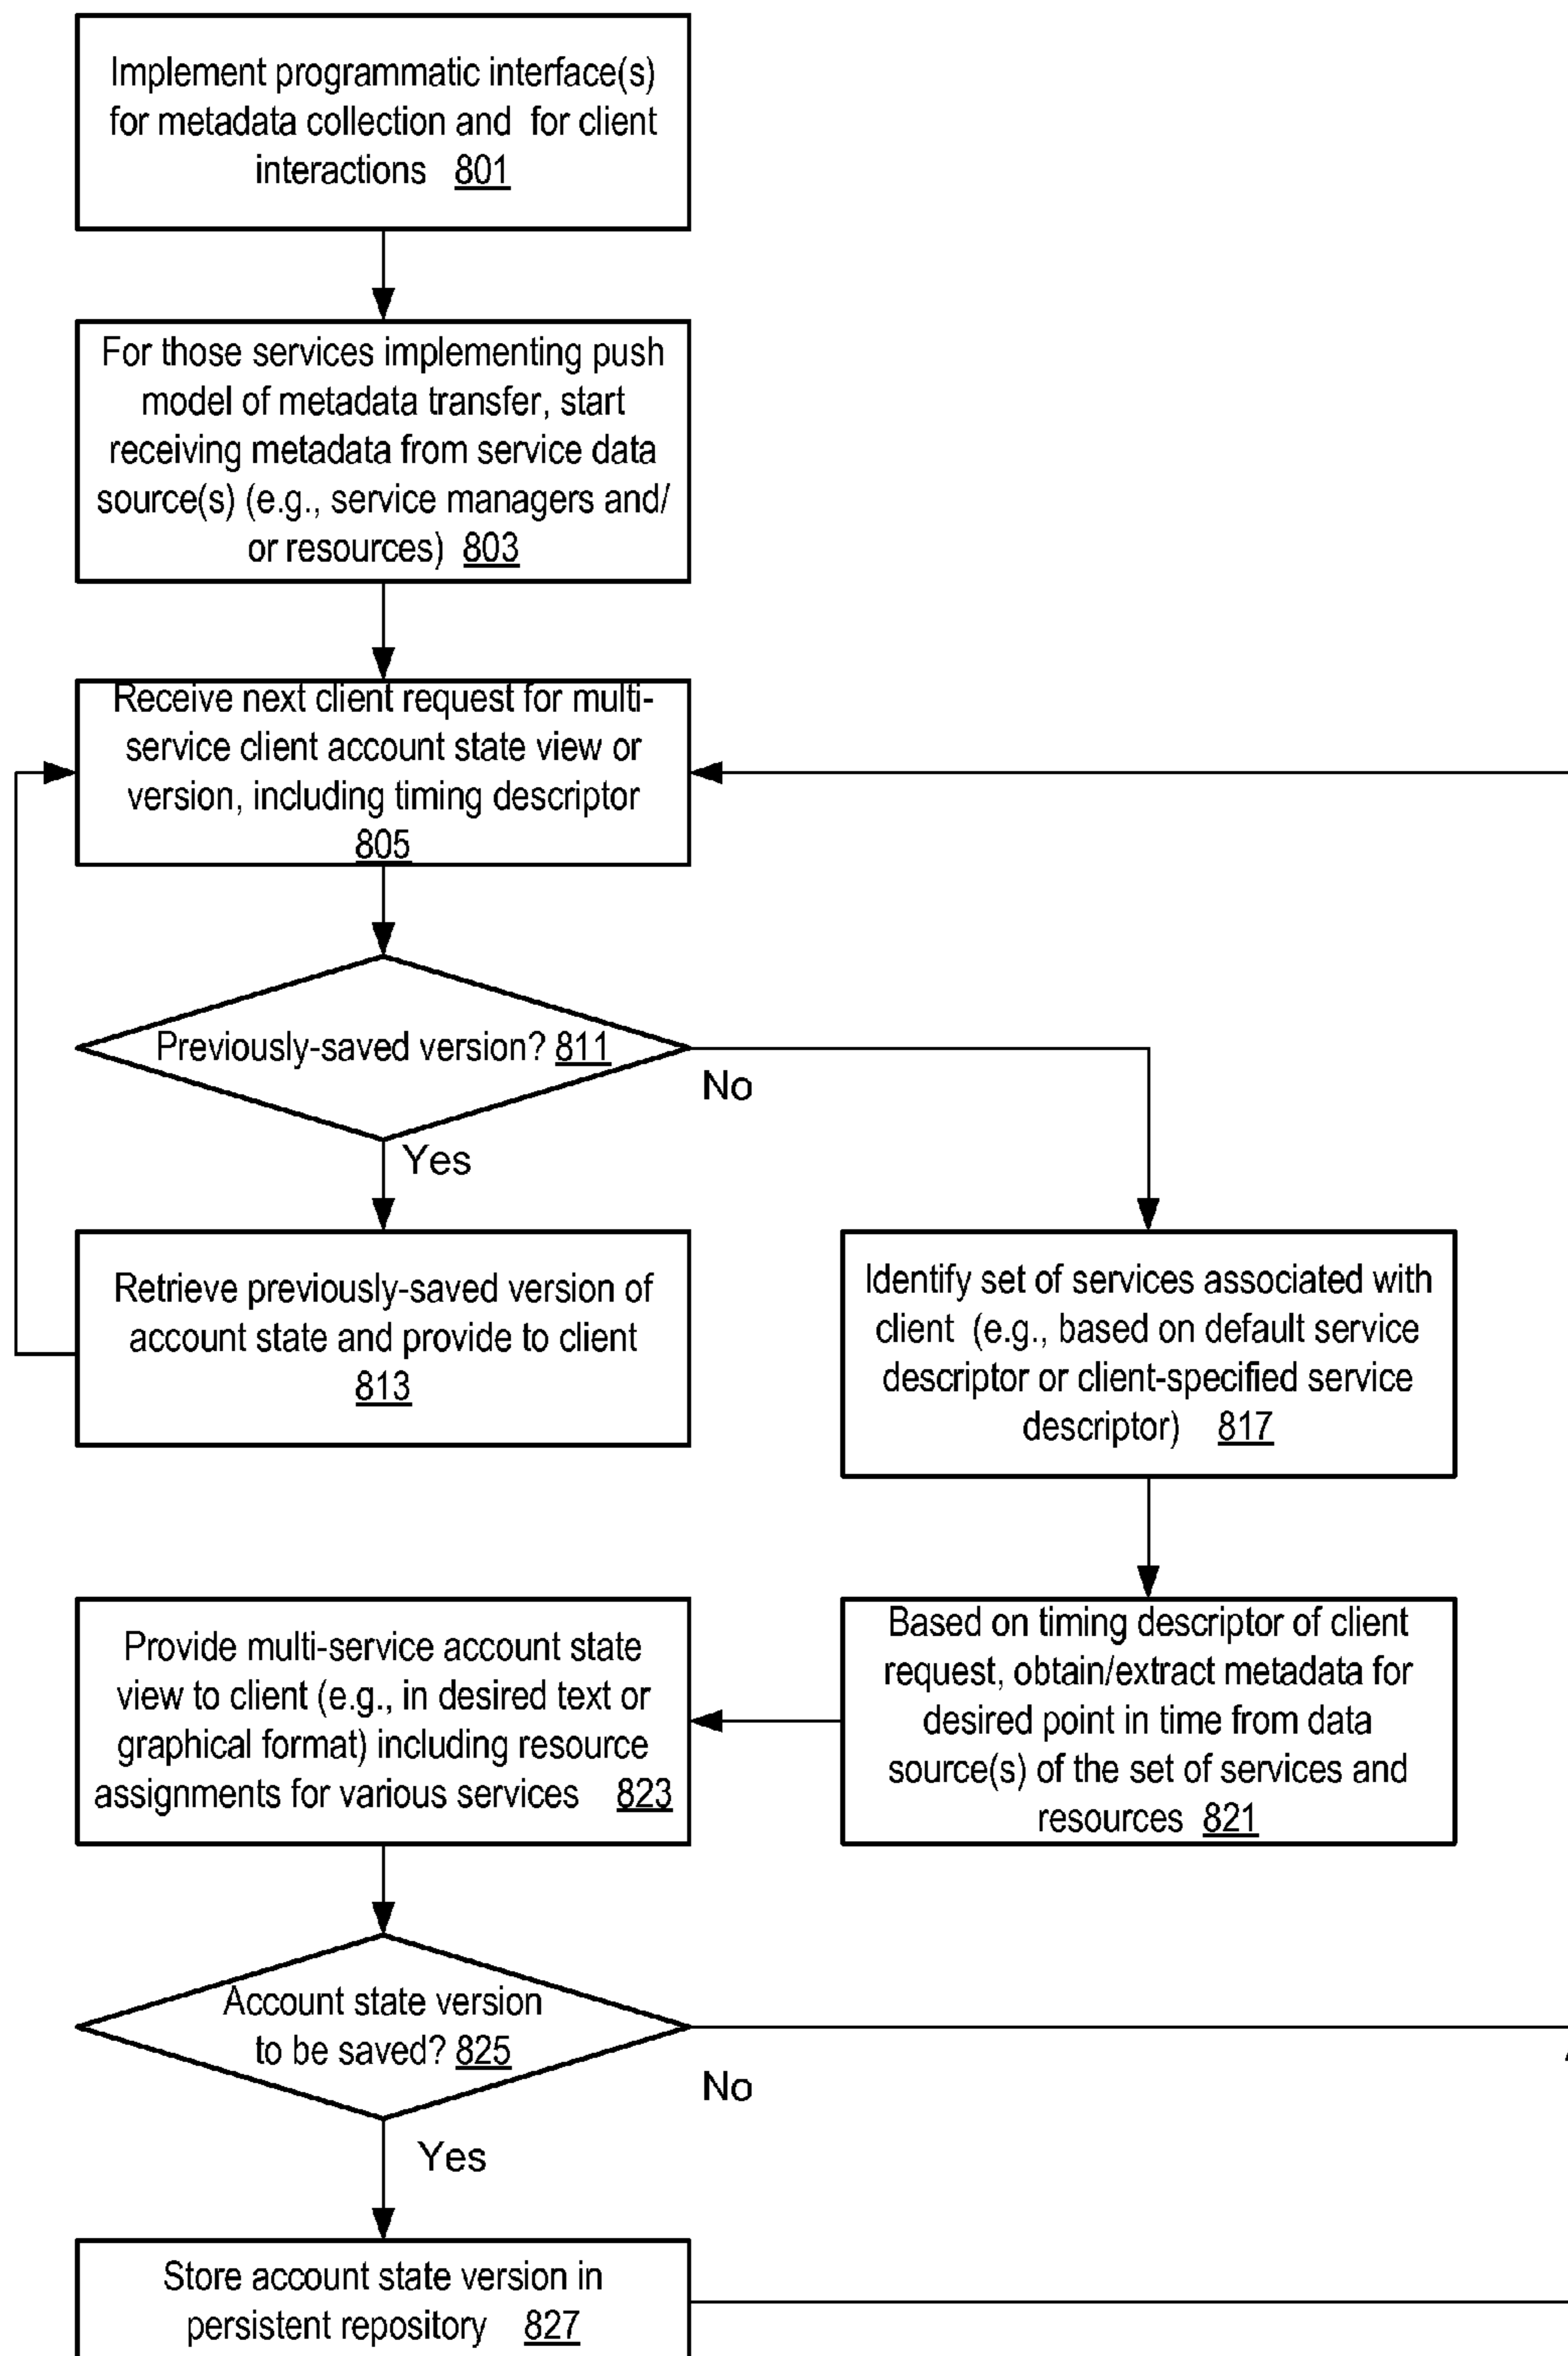 Implement programmatic interface(s)
for metadata collection and for client
interactions 801
For those services implementing push
model of metadata transfer, start
receiving metadata from service data
source(s) (e.g., service managers and/
or resources) 803
Receive next client request for multi-
service client account state view or
version, including timing descriptor
805
Previously-saved version? 811
No
Yes
Retrieve previously-saved version of
account state and provide to client
813
Identify set of services associated with
client (e.g., based on default service
descriptor or client-specified service
descriptor) 817
Based on timing descriptor of client
request, obtain/extract metadata for
desired point in time from data
source(s) of the set of services and
resources 821
Provide multi-service account state
view to client (e.g., in desired text or
graphical format) including resource
assignments for various services 823
Account state version
to be saved? 825
No
Yes
Store account state version in
persistent repository 827